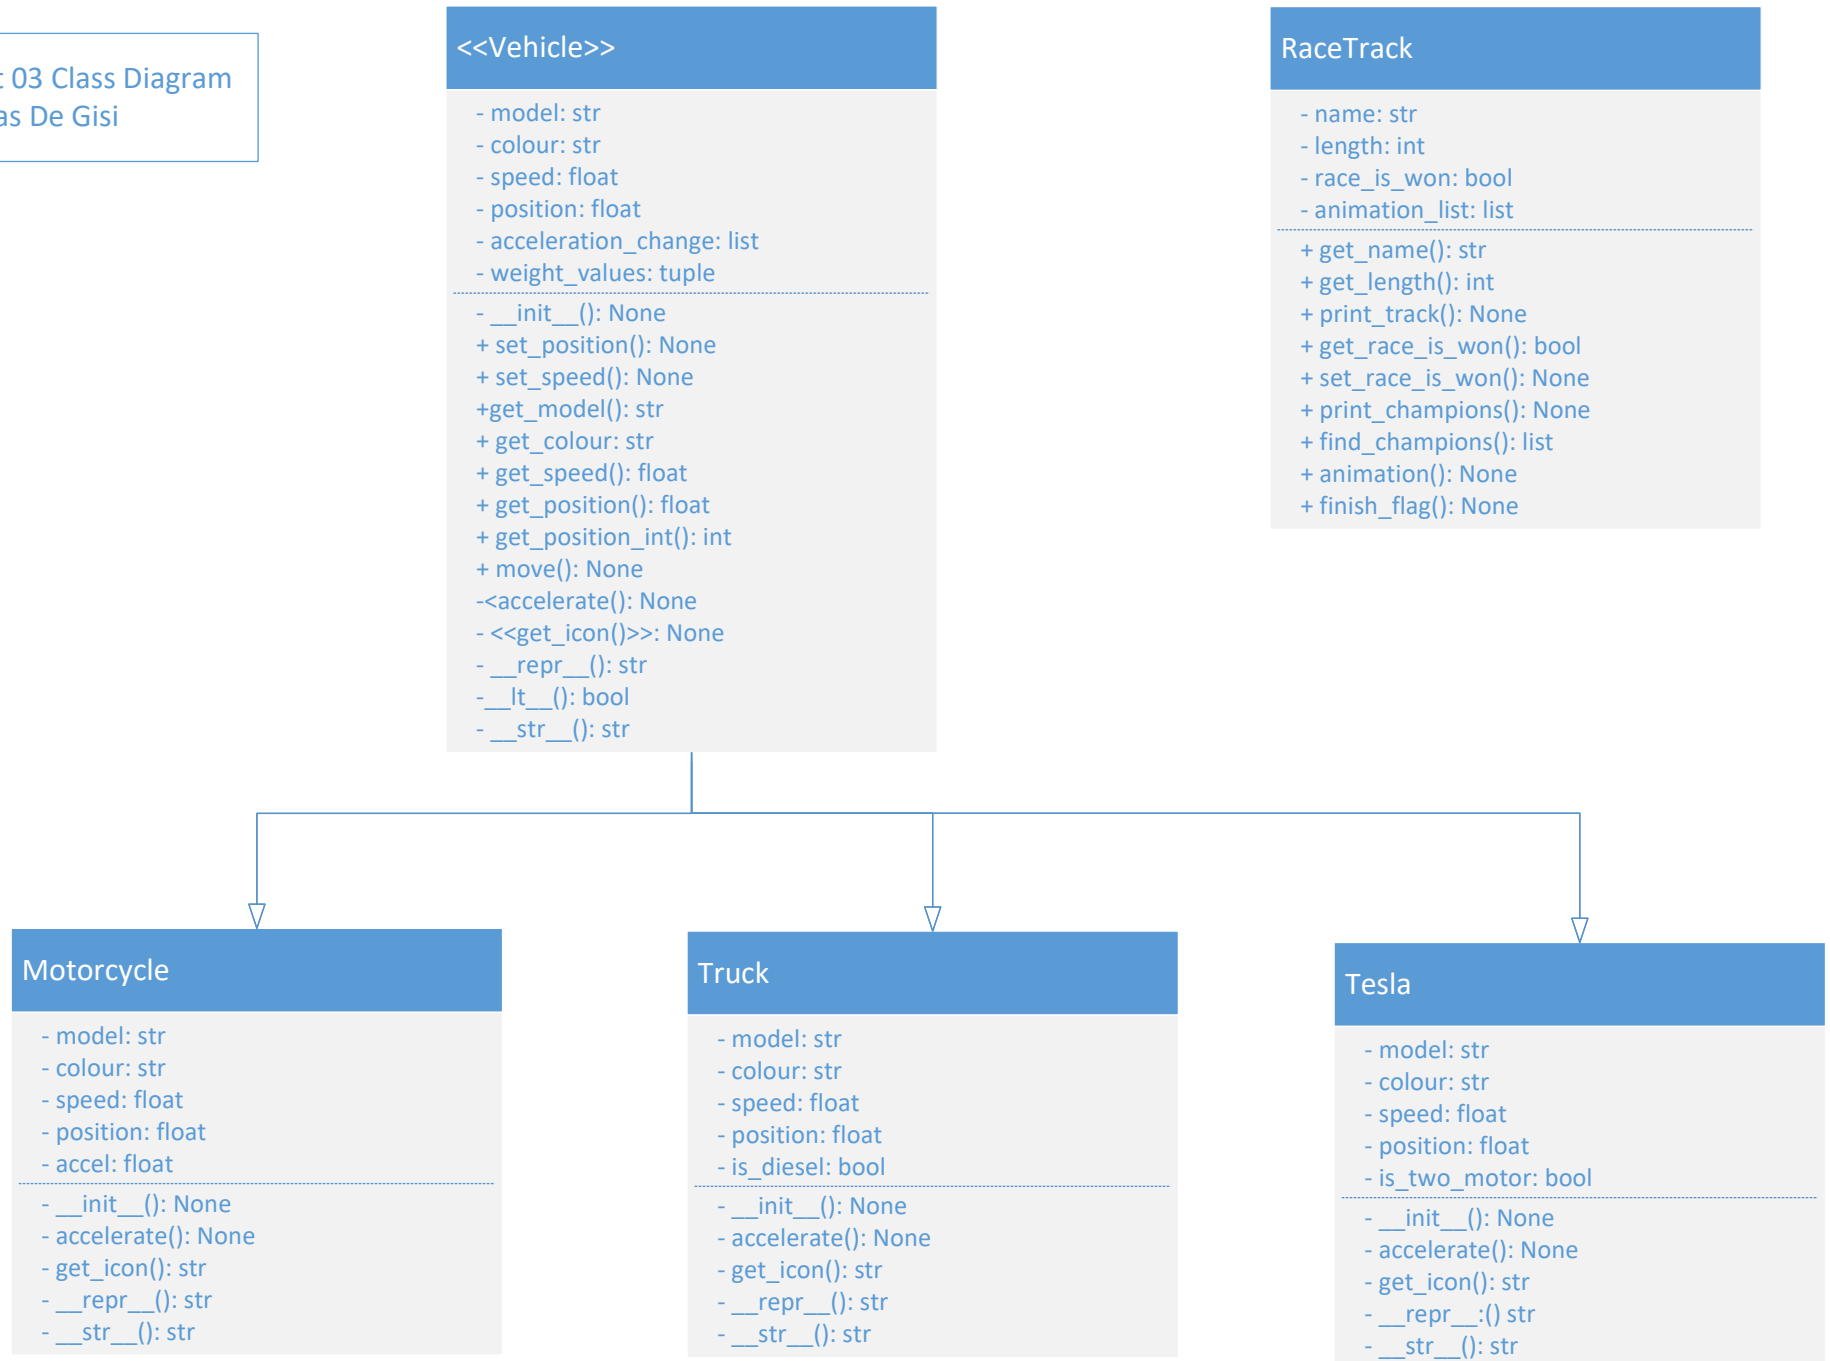 03 Class Diagram
De Gisi
<<Vehicle>>
- model: str
- colour: str
- speed: float
- position: float
- acceleration_change: list
- weight_values: tuple
- __init__(): None
+ set_position(): None
+ set_speed(): None
+get_model(): str
+ get_colour: str
+ get_speed(): float
+ get_position(): float
+ get_position_int(): int
+ move(): None
-<accelerate(): None
- <<get_icon()>>: None
- __repr__(): str
-__lt__(): bool
- __str__(): str
RaceTrack
- name: str
- length: int
- race_is_won: bool
- animation_list: list
+ get_name(): str
+ get_length(): int
+ print_track(): None
+ get_race_is_won(): bool
+ set_race_is_won(): None
+ print_champions(): None
+ find_champions(): list
+ animation(): None
+ finish_flag(): None
Motorcycle
- model: str
- colour: str
- speed: float
- position: float
- accel: float
- __init__(): None
- accelerate(): None
- get_icon(): str
- __repr__(): str
- __str__(): str
Truck
- model: str
- colour: str
- speed: float
- position: float
- is_diesel: bool
- __init__(): None
- accelerate(): None
- get_icon(): str
- __repr__(): str
- __str__(): str
Tesla
- model: str
- colour: str
- speed: float
- position: float
- is_two_motor: bool
- __init__(): None
- accelerate(): None
- get_icon(): str
- __repr__:() str
- __str__(): str